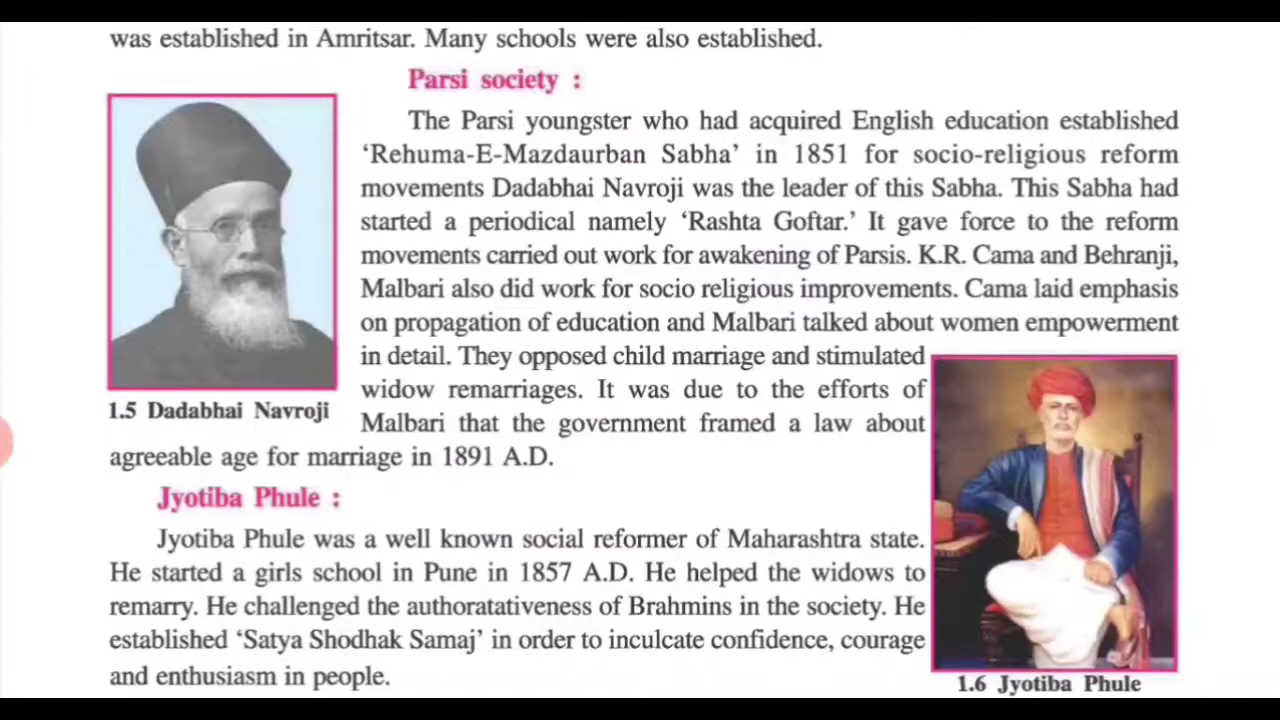 was established in Amritsar. Many schools were also established.
Parsi society :
The Parsi youngster who had acquired English education established
‘Rehuma-E-Mazdaurban Sabha’ in 1851 for socio-religious reform
movements Dadabhai Navroji was the leader of this Sabha. This Sabha had
started a periodical namely ‘Rashta Goftar.’ It gave force to the reform
movements carried out work for awakening of Parsis. K.R. Cama and Behranji,
Malbari also did work for socio religious improvements. Cama laid emphasis
on propagation of education and Malbari talked about women empowerment
in detail. They opposed child marriage and stimulated
widow remarriages. It was due to the efforts of
Malbari that the government framed a law about
agreeable age for marriage in 1891 A.D.
1.5 Dadabhai Navroji
Jyotiba Phule :
Jyotiba Phule was a well known social reformer of Maharashtra state.
He started a girls school in Pune in 1857 A.D. He helped the widows to
remarry. He challenged the authoratativeness of Brahmins in the society. He
established ‘Satya Shodhak Samaj’ in order to inculcate confidence, courage
and enthusiasm in people.
1.6 Jyotiba Phule